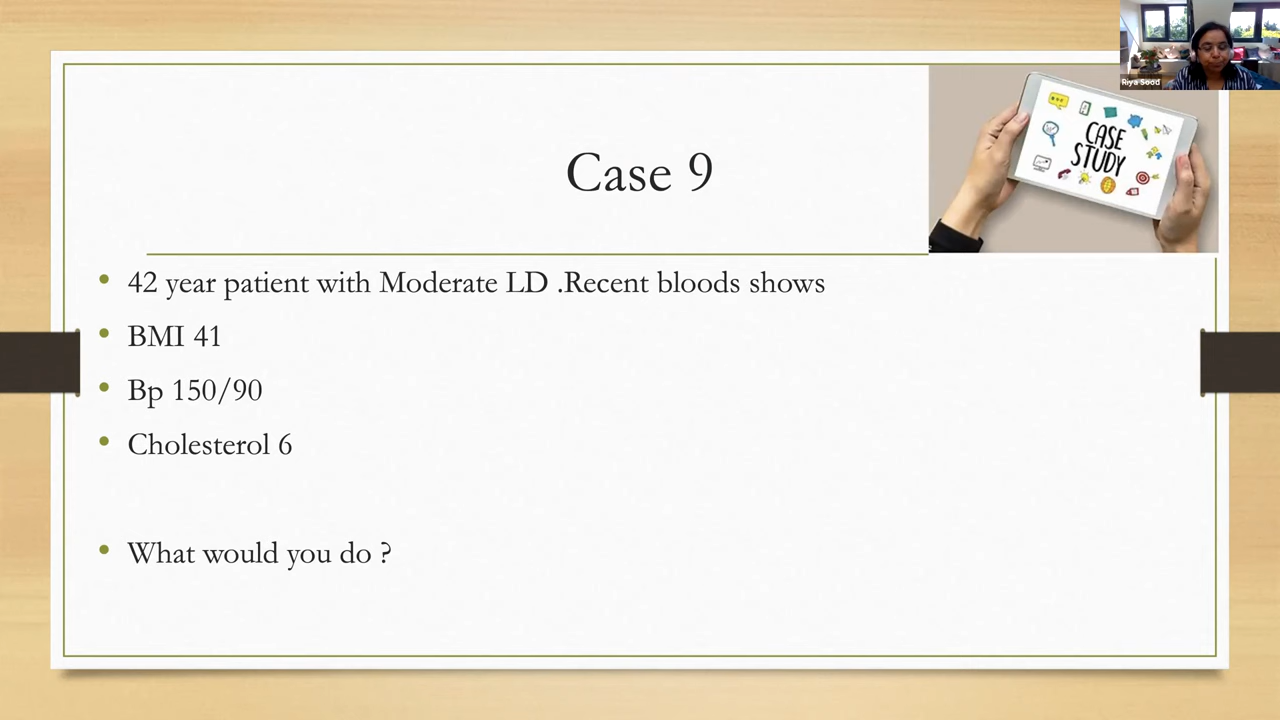 Riya Sood
CASE
STUDY
Case 9
42 year patient with Moderate LD .Recent bloods shows
BMI 41
Bp 150/90
Cholesterol 6
What would you do ?